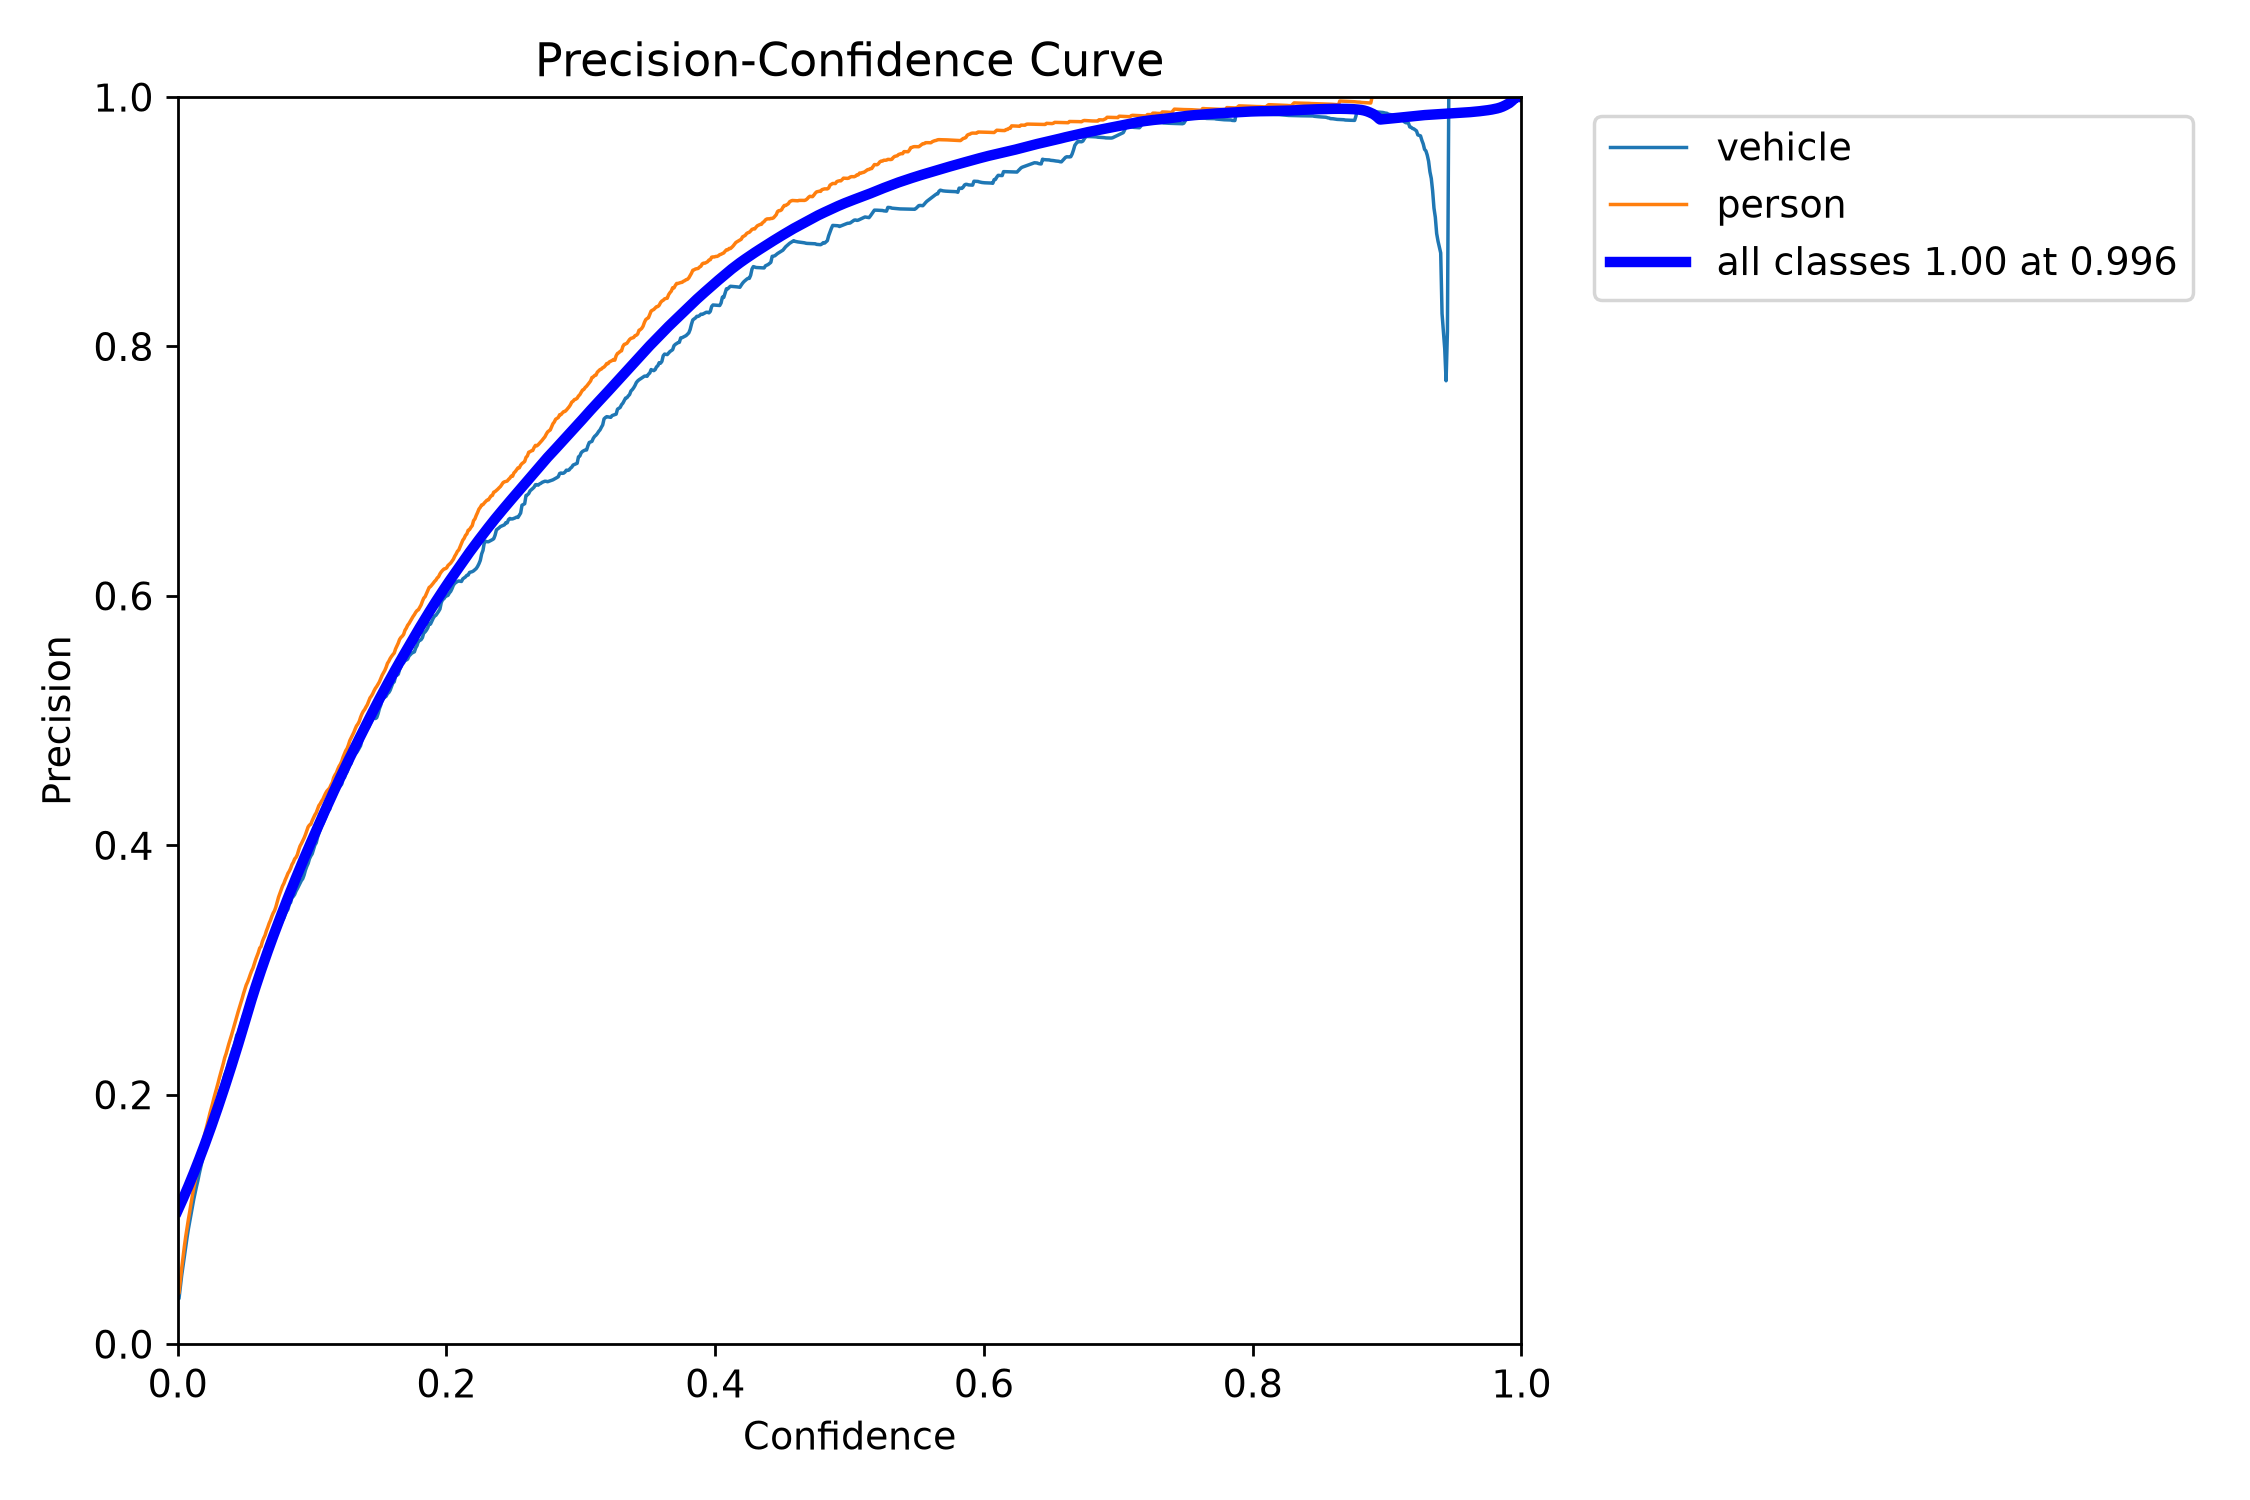 Precision-Confidence Curve
1.0
0.8
0.6
0.4
0.2
0.0
Precision
0.0 0.2 0.4 0.6 0.8 1.0
Confidence
vehicle
person
all classes 1.00 at 0.996